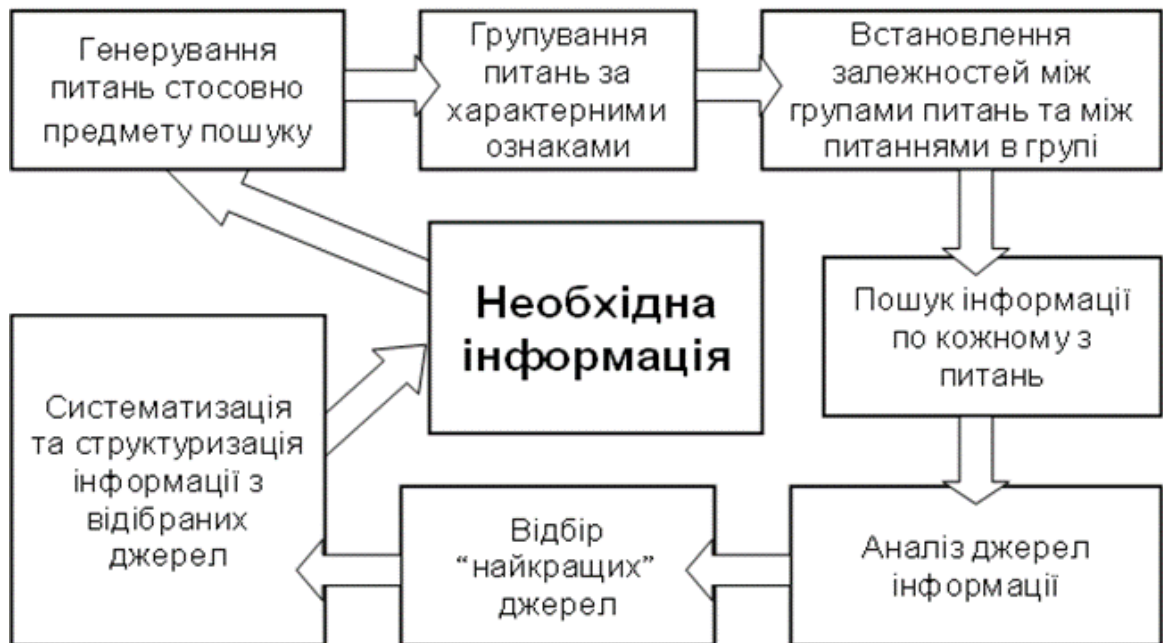 Генерування
питань стосовно
предмету пошуку
Групування
питань за
характерними
ознаками
Встановлення
залежностей між
групами питань та між
питаннями в групі
Необхідна
інформація
Пошук інформації
по кожному з
питань
Систематизація
та структуризація
інформації з
відібраних
джерел
Відбір
“найкращих”
джерел
Аналіз джерел
інформації